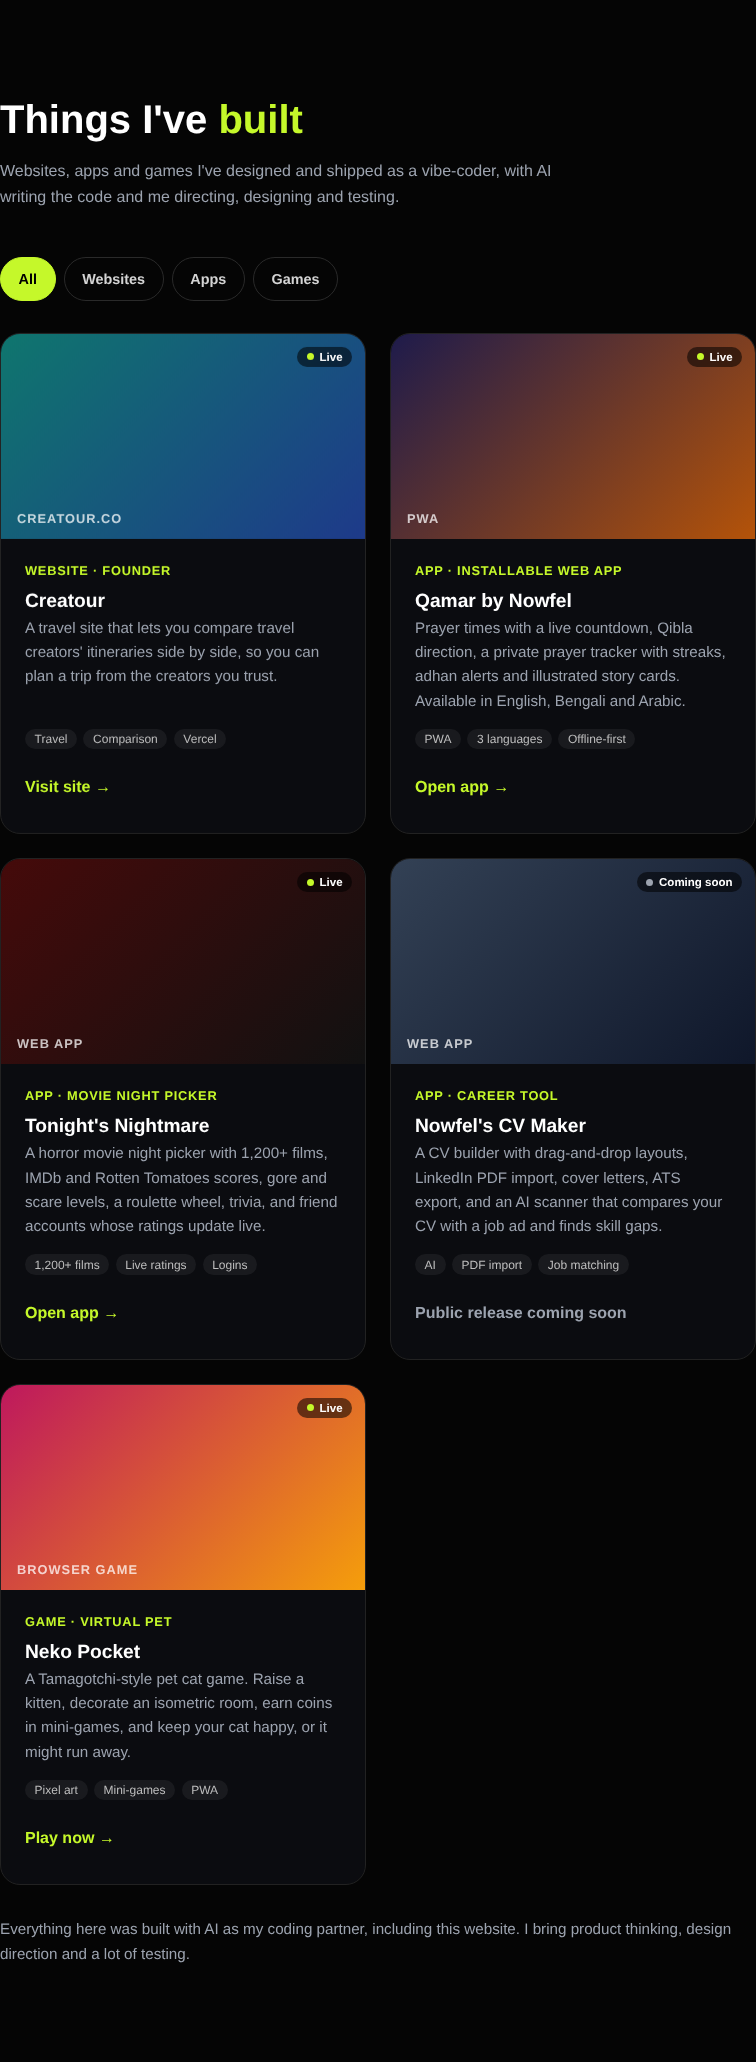 Things I've built
Websites, apps and games I've designed and shipped as a vibe-coder, with AI
writing the code and me directing, designing and testing.
All
Websites
Apps
Games
Live
CREATOUR.CO
WEBSITE · FOUNDER
Creatour
A travel site that lets you compare travel
creators' itineraries side by side, so you can
plan a trip from the creators you trust.
Travel
Comparison
Vercel
Visit site →
Live
PWA
APP · INSTALLABLE WEB APP
Qamar by Nowfel
Prayer times with a live countdown, Qibla
direction, a private prayer tracker with streaks,
adhan alerts and illustrated story cards.
Available in English, Bengali and Arabic.
PWA
3 languages
Offline-first
Open app →
Live
WEB APP
APP · MOVIE NIGHT PICKER
Tonight's Nightmare
A horror movie night picker with 1,200+ films,
IMDb and Rotten Tomatoes scores, gore and
scare levels, a roulette wheel, trivia, and friend
accounts whose ratings update live.
1,200+ films
Live ratings
Logins
Open app →
Coming soon
WEB APP
APP · CAREER TOOL
Nowfel's CV Maker
A CV builder with drag-and-drop layouts,
LinkedIn PDF import, cover letters, ATS
export, and an AI scanner that compares your
CV with a job ad and finds skill gaps.
AI
PDF import
Job matching
Public release coming soon
Live
BROWSER GAME
GAME · VIRTUAL PET
Neko Pocket
A Tamagotchi-style pet cat game. Raise a
kitten, decorate an isometric room, earn coins
in mini-games, and keep your cat happy, or it
might run away.
Pixel art
Mini-games
PWA
Play now →
Everything here was built with AI as my coding partner, including this website. I bring product thinking, design
direction and a lot of testing.